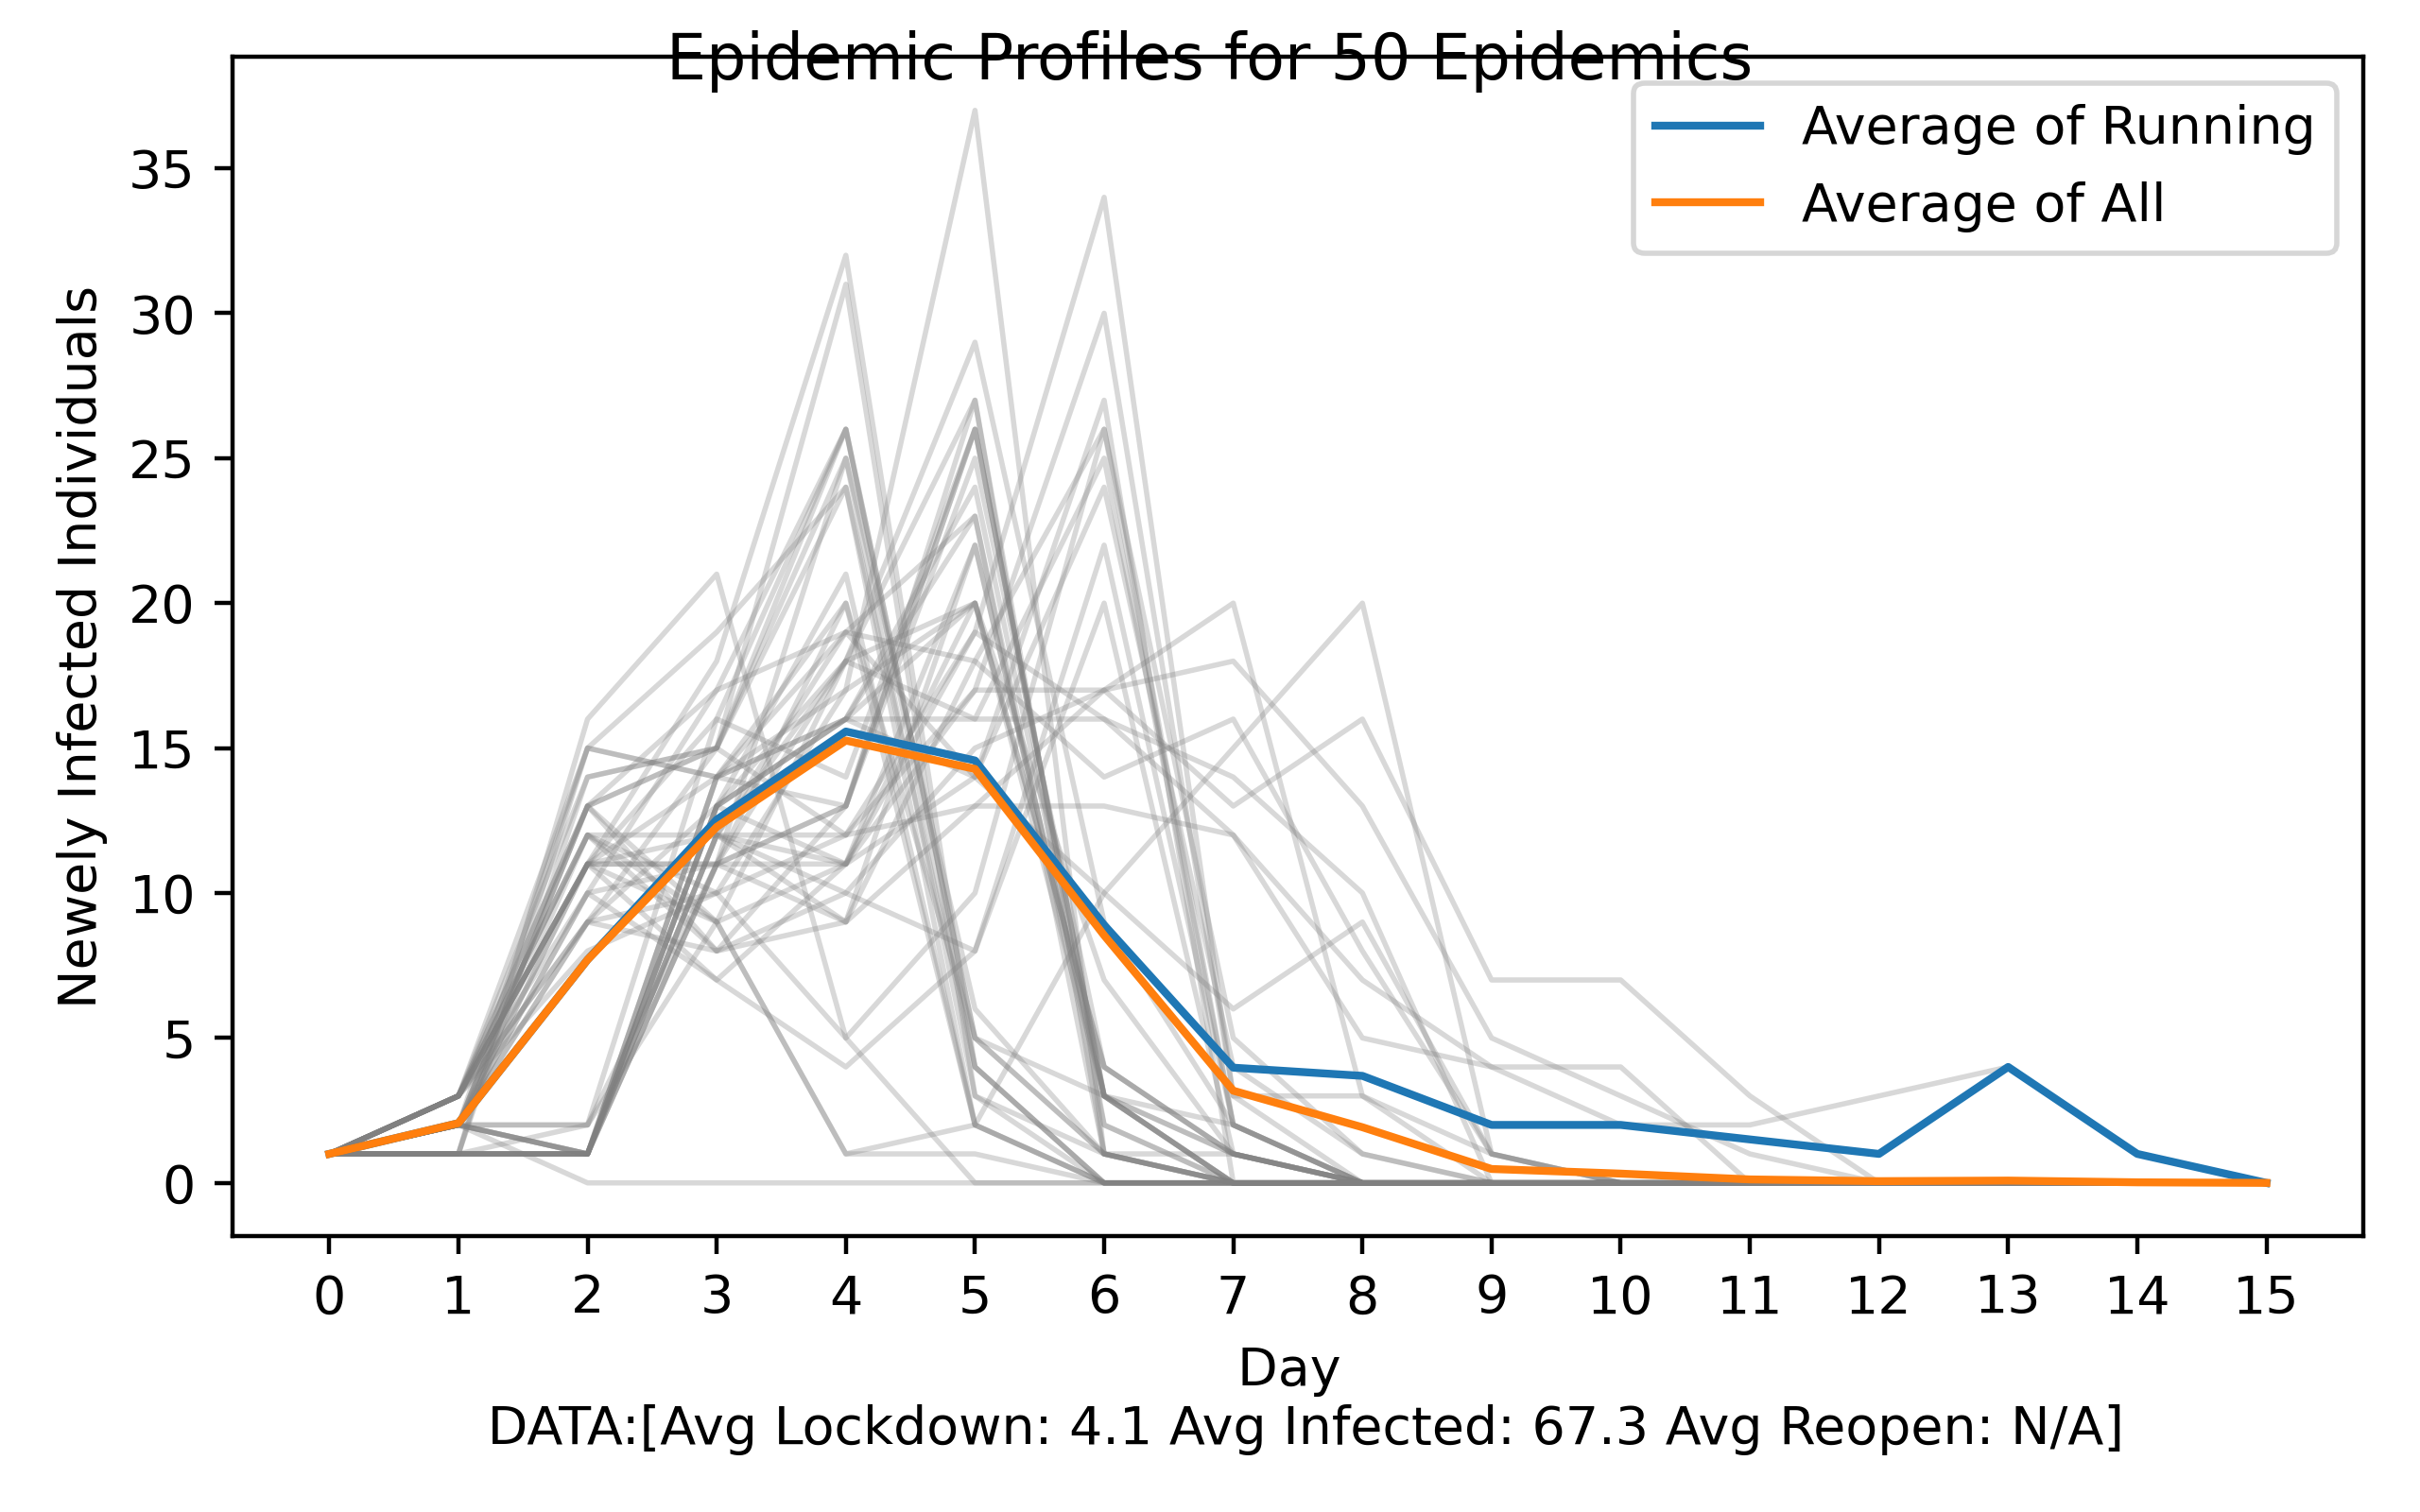 Epidemic Profiles for 50 Epidemics
Average of Running
Average of All
Newly Infected Individuals
35
30
25
20
15
10
5
0
0 1 2 3 4 5 6 7 8 9 10 11 12 13 14 15
Day
DATA:[Avg Lockdown: 4.1 Avg Infected: 67.3 Avg Reopen: N/A]